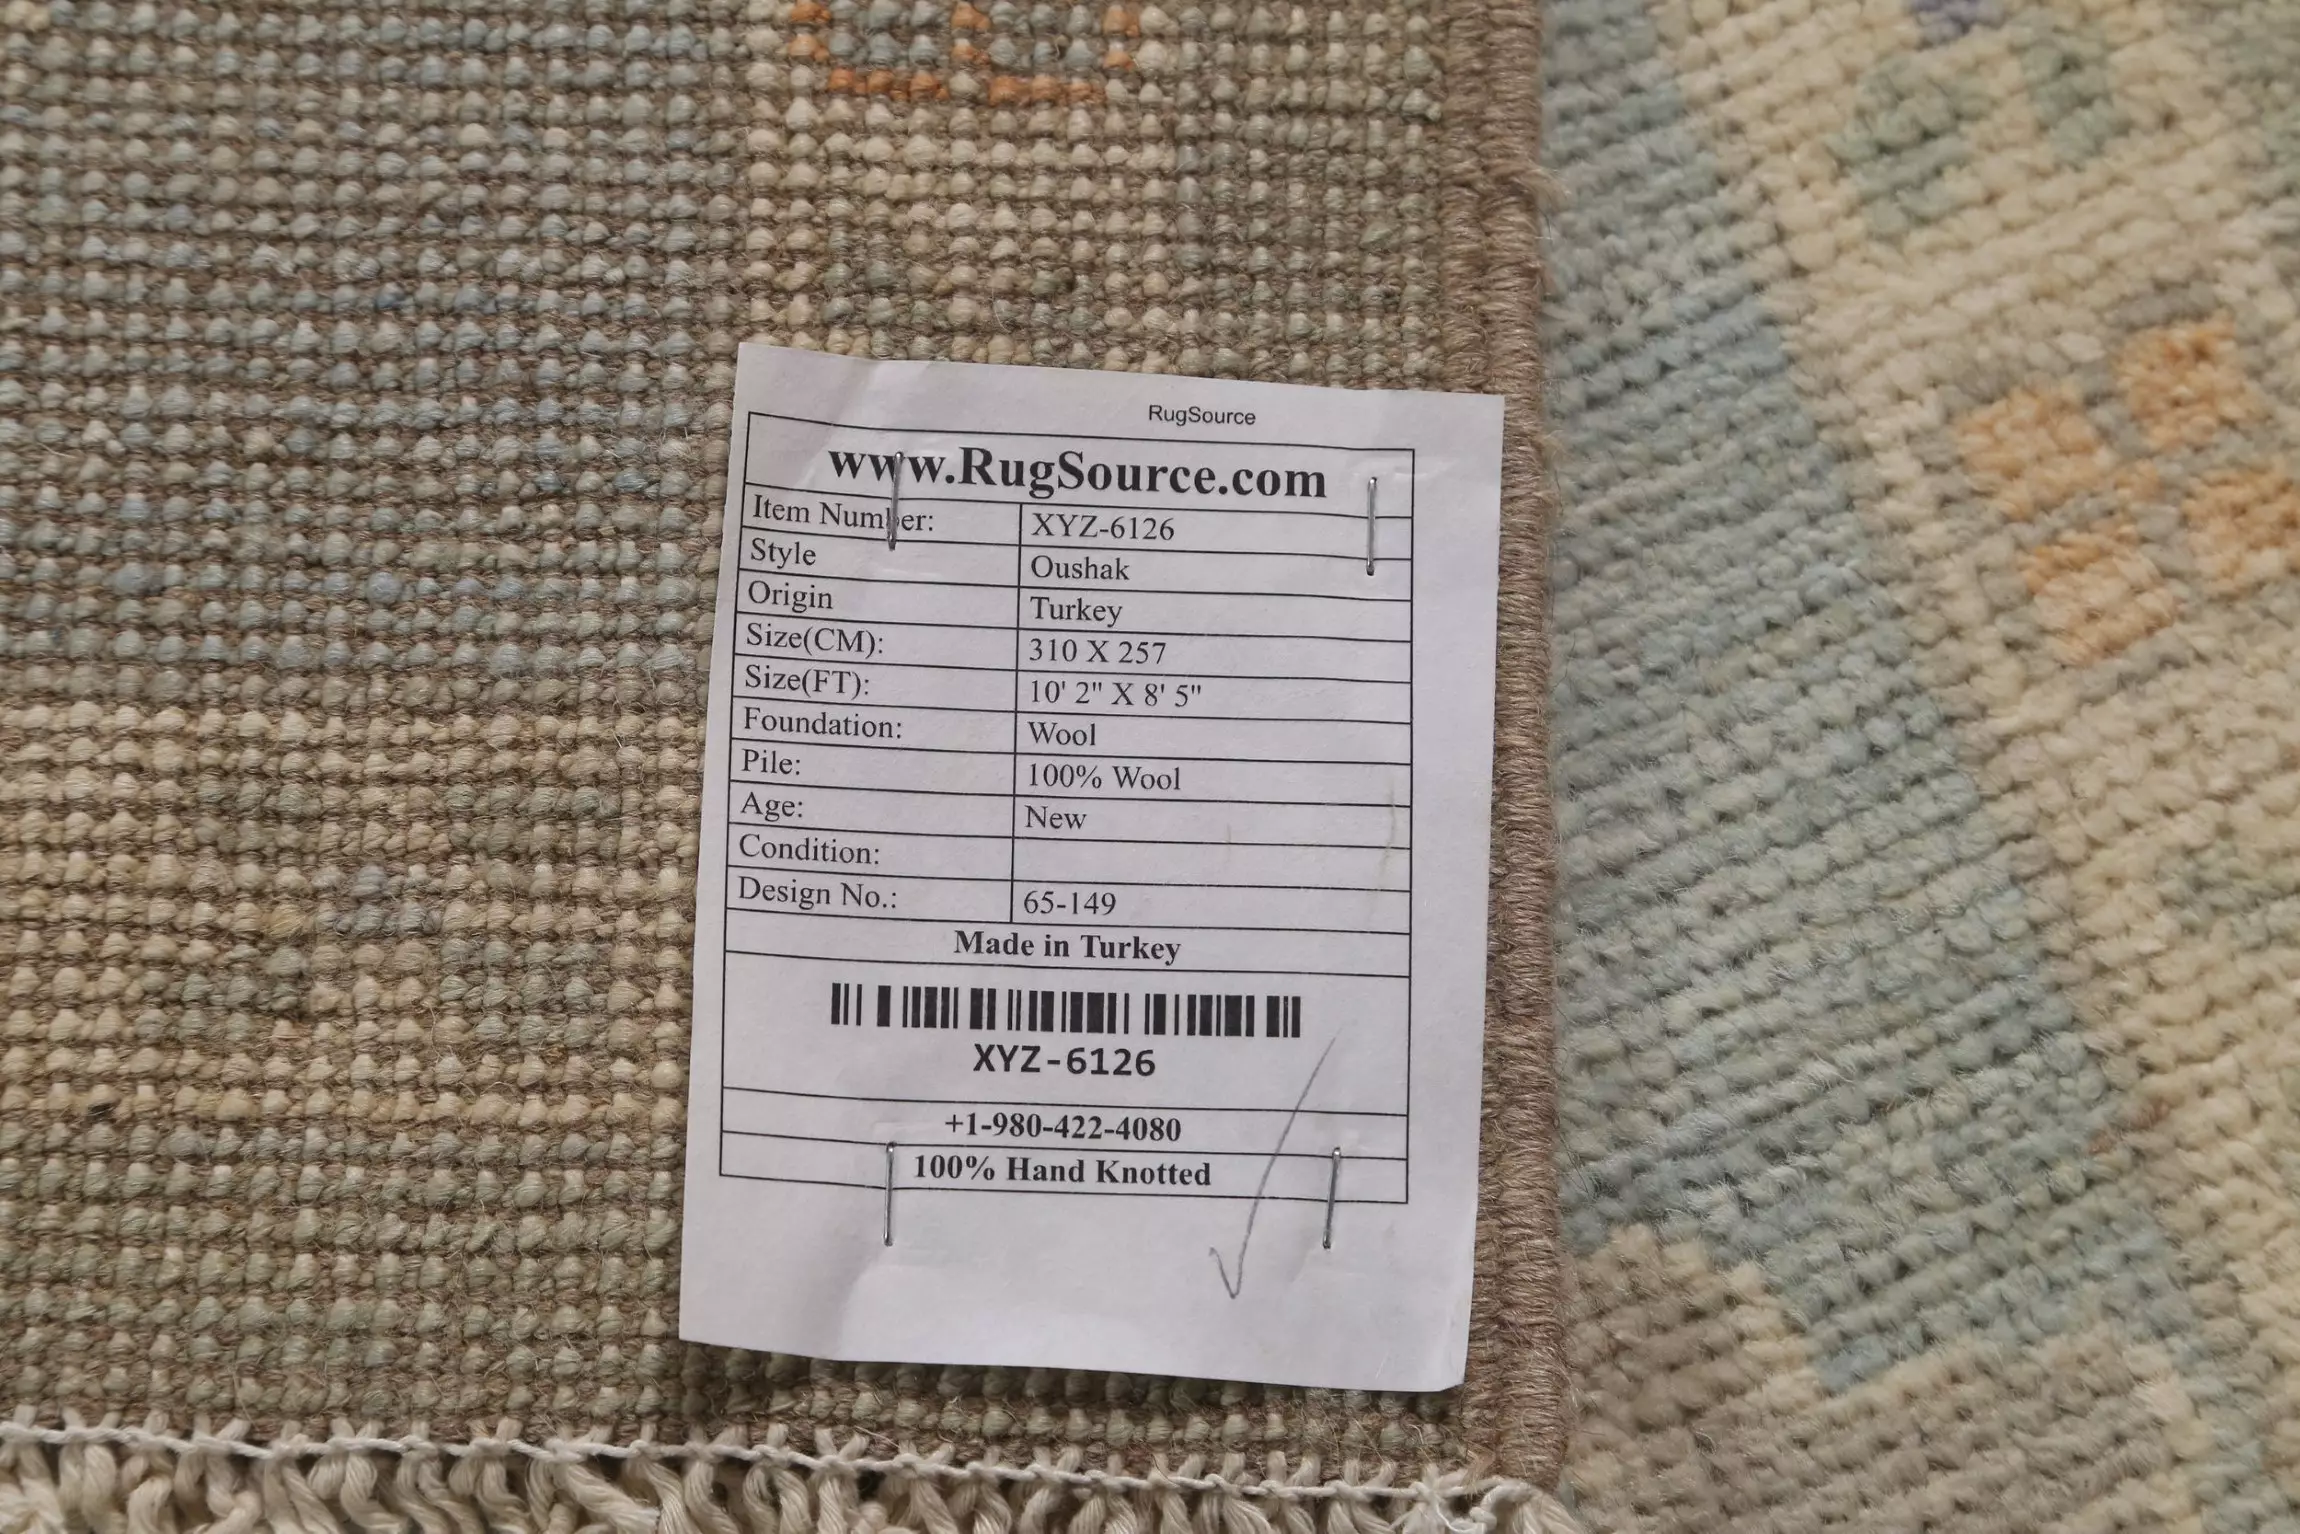 RugSource
www.RugSource.com
Item Number: XYZ-6126
Style Oushak
Origin Turkey
Size(CM): 310 X 257
Size(FT): 10' 2" X 8' 5"
Foundation: Wool
Pile: 100% Wool
Age: New
Condition:
Design No.: 65-149
Made in Turkey
XYZ-6126
+1-980-422-4080
100% Hand Knotted